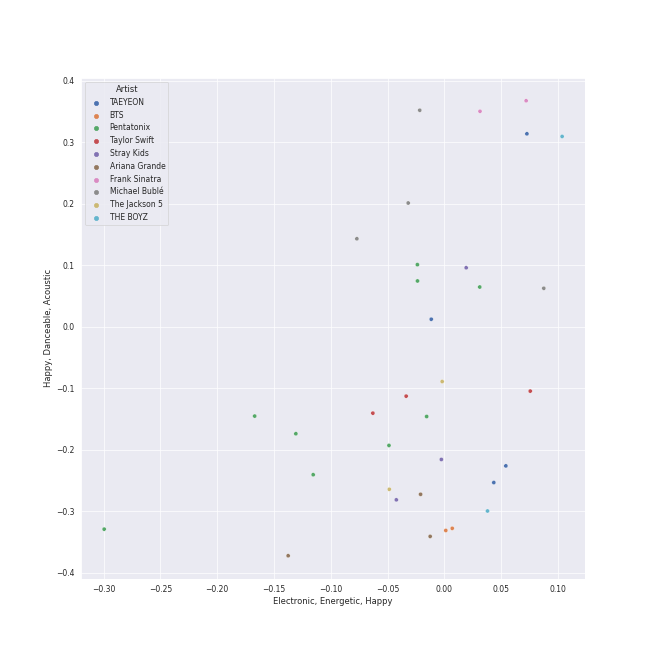 Artist
TAEYEON
BTS
Pentatonix
Taylor Swift
Stray Kids
Ariana Grande
Frank Sinatra
Michael Bublé
The Jackson 5
THE BOYZ
0.4
0.3
0.2
0.1
0.0
−0.1
−0.2
−0.3
−0.4
Happy, Danceable, Acoustic
−0.30 −0.25 −0.20 −0.15 −0.10 −0.05 0.00 0.05 0.10
Electronic, Energetic, Happy